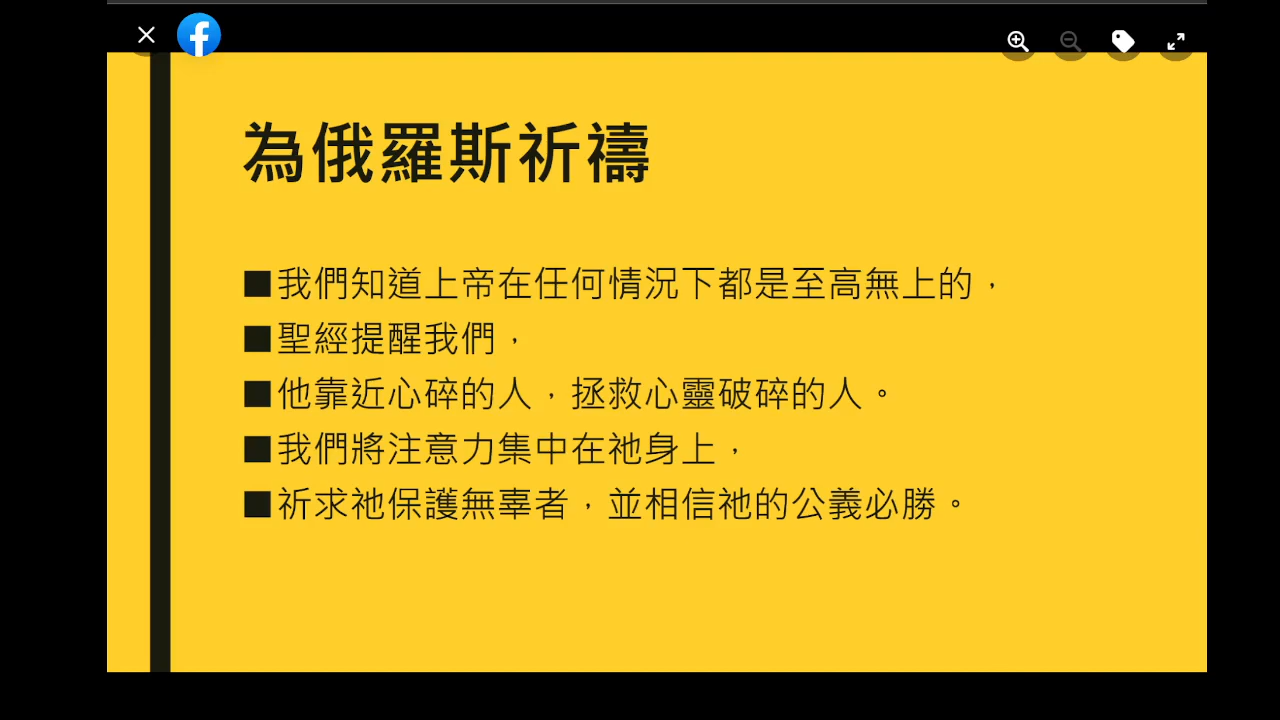 為俄羅斯祈禱
■我們知道上帝在任何情況下都是至高無上的，
■聖經提醒我們，
■他靠近心碎的人，拯救心靈破碎的人。
■我們將注意力集中在祂身上，
■祈求祂保護無辜者，並相信祂的公義必勝。